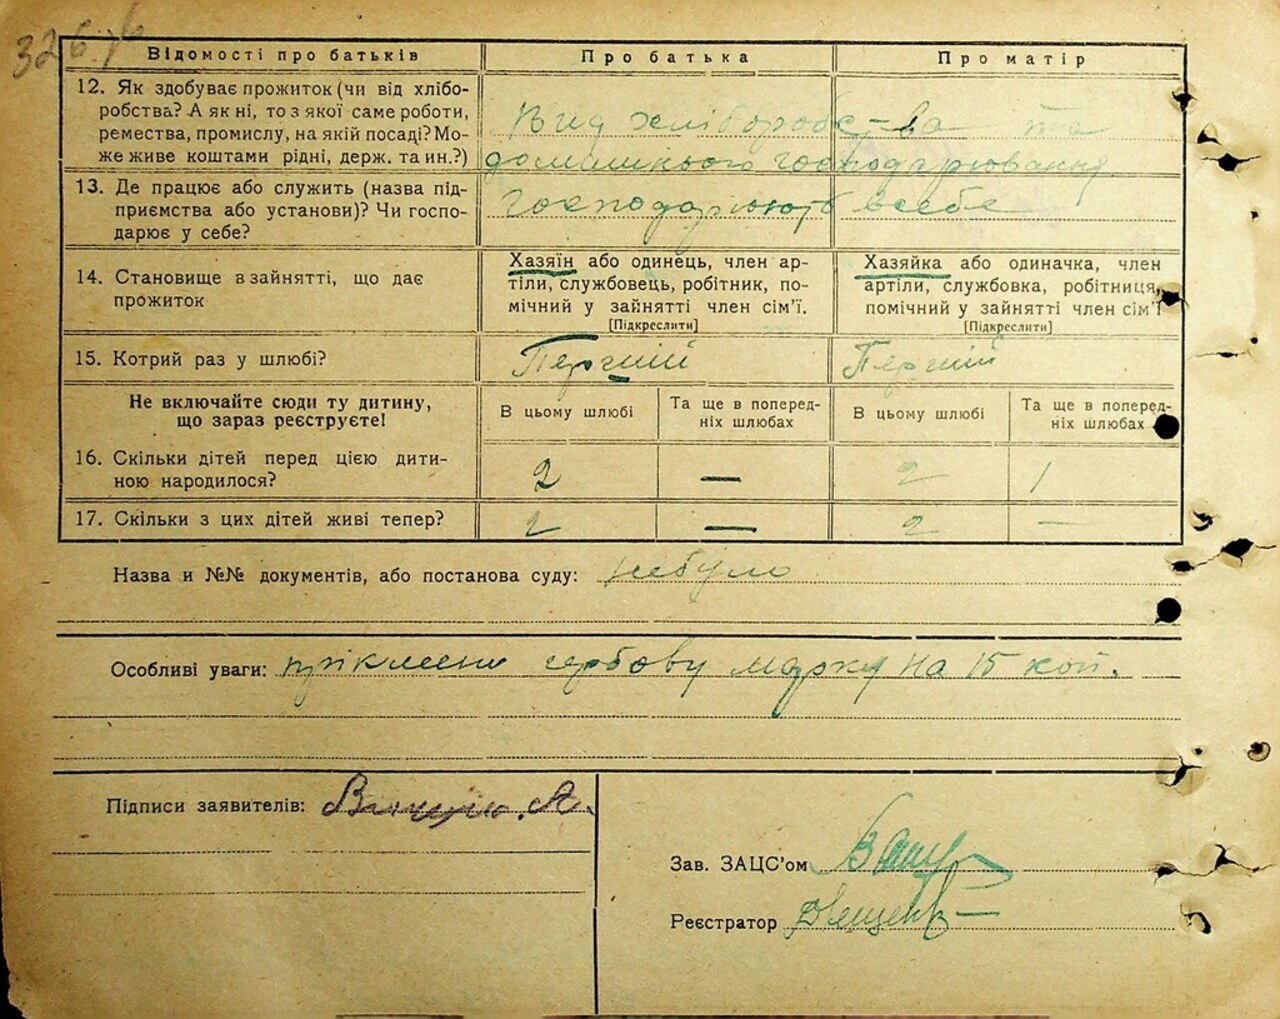 326
Відомості про батьків Про батька Про матір
12. Як здобуває прожиток (чи від хлібо-
робства? А як ні, то з якої саме роботи,
ремества, промислу, на якій посаді? Мо-
же живе коштами рідні, держ. та ин.?)
Вид хліборобства та
домашнього господарювання
13. Де працює або служить (назва під-
приємства або установи)? Чи госпо-
дарює у себе?
Господарюють в себе
14. Становище в зайнятті, що дає
прожиток
Хазяїн або одинець, член ар-
тіли, службовець, робітник, по-
мічний у зайнятті член сім'ї.
[Підкреслити]
Хазяйка або одиначка, член
артіли, службовка, робітниця,
помічний у зайнятті член сім'ї
[Підкреслити]
15. Котрий раз у шлюбі? Перший Перший
Не включайте сюди ту дитину,
що зараз реєструєте!
В цьому шлюбі
Та ще в поперед-
ніх шлюбах
В цьому шлюбі
Та ще в поперед-
ніх шлюбах
16. Скільки дітей перед цією дити-
ною народилося?
2 — 2 1
17. Скільки з цих дітей живі тепер? 2 — 2 —
Назва и №№ документів, або постанова суду: небуло
Особливі уваги: приклеєни гербову марку на 15 коп.
Підписи заявителів: А.
Зав. ЗАЦС'ом
Реєстратор